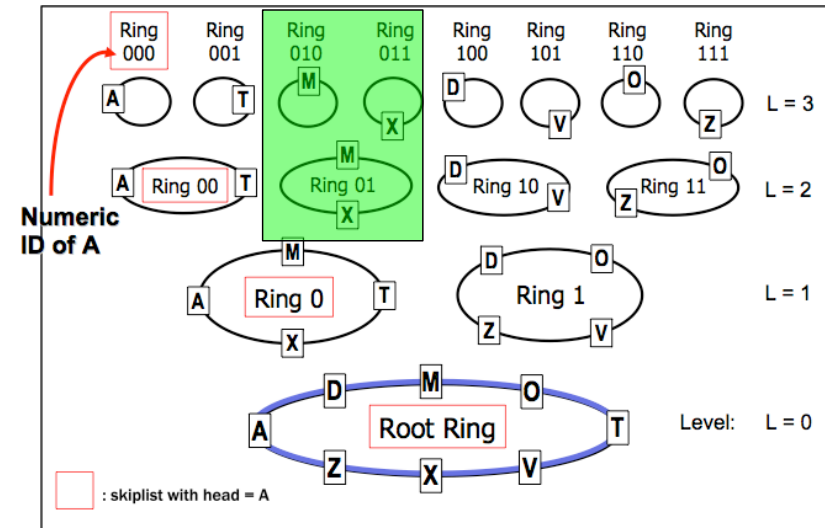 Ring Ring Ring Ring Ring Ring Ring Ring
000 001 010 011 100 101 110 111
A T M X D V O Z L = 3
A Ring 00 T M Ring 01 X D Ring 10 V O Ring 11 Z L = 2
Numeric
ID of A
M
A Ring 0 T
X
D O
Ring 1
Z V
L = 1
D M O
A Root Ring T
Z X V
Level: L = 0
: skiplist with head = A